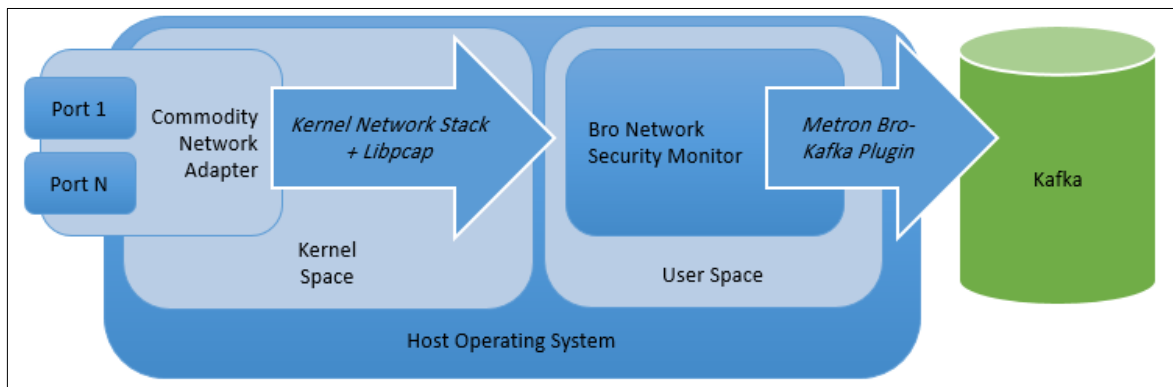 Port 1
Port N
Commodity
Network
Adapter
Kernel Network Stack
+ Libpcap
Kernel
Space
Bro Network
Security Monitor
Metron Bro-
Kafka Plugin
User Space
Host Operating System
Kafka